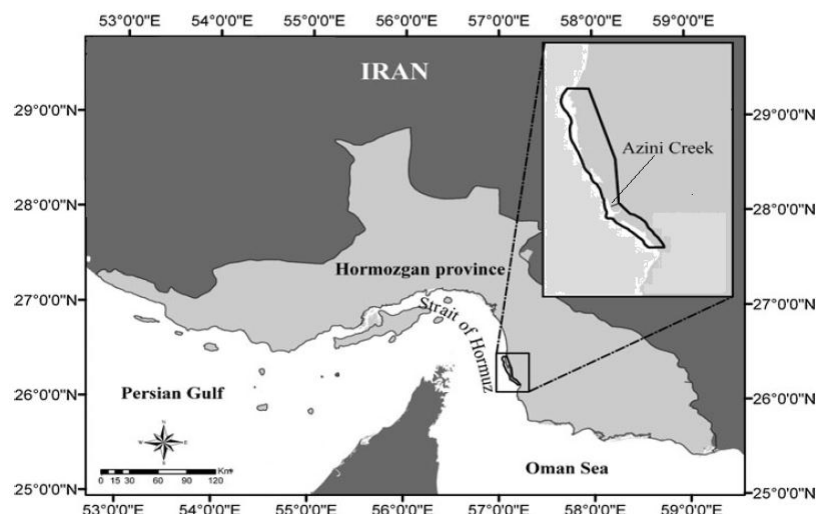 53°0'0"E 54°0'0"E 55°0'0"E 56°0'0"E 57°0'0"E 58°0'0"E 59°0'0"E
IRAN
29°0'0"N 29°0'0"N
Azini Creek
28°0'0"N 28°0'0"N
Hormozgan province
27°0'0"N 27°0'0"N
Strait of Hormuz
26°0'0"N 26°0'0"N
Persian Gulf
N
W E
S
Oman Sea
Km
0 15 30 60 90 120
25°0'0"N 25°0'0"N
53°0'0"E 54°0'0"E 55°0'0"E 56°0'0"E 57°0'0"E 58°0'0"E 59°0'0"E